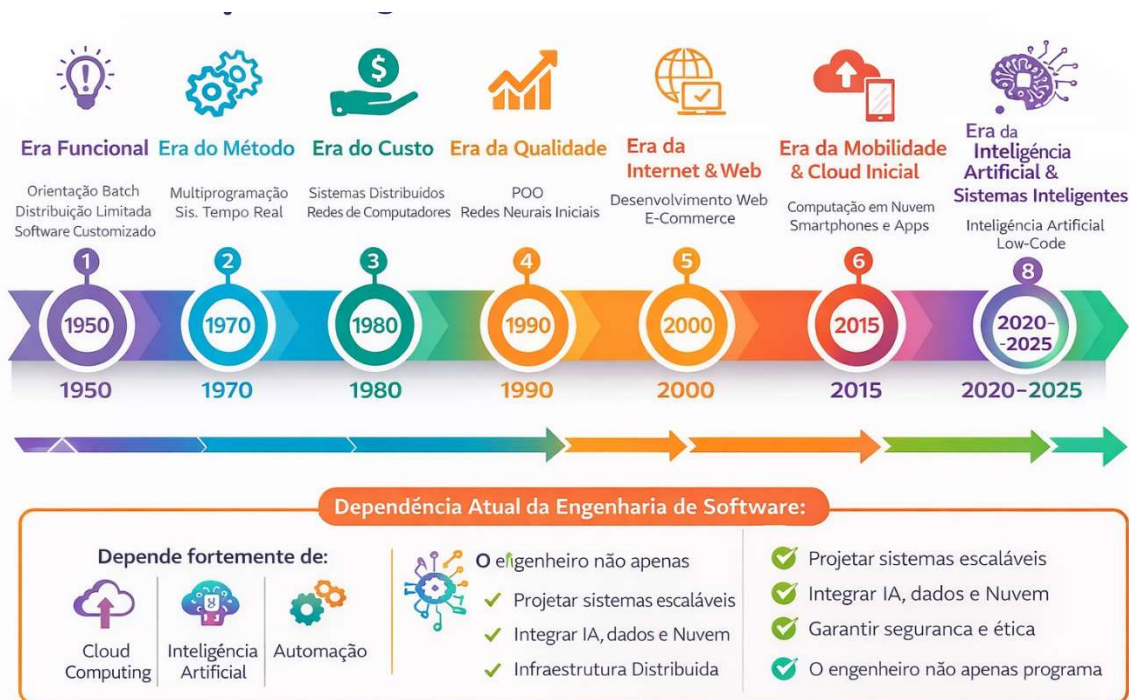 Era Funcional
Orientação Batch
Distribuição Limitada
Software Customizado
1
1950
1950
Era do Método
Multiprogramação
Sis. Tempo Real
2
1970
1970
Era do Custo
$
Sistemas Distribuidos
Redes de Computadores
3
1980
1980
Era da Qualidade
POO
Redes Neurais Iniciais
4
1990
1990
Era da
Internet & Web
Desenvolvimento Web
E-Commerce
5
2000
2000
Era da Mobilidade
& Cloud Inicial
Computação em Nuvem
Smartphones e Apps
6
2015
2015
Era da
Inteligéncia
Artificial &
Sistemas Inteligentes
Inteligéncia Artificial
Low-Code
8
2020-
-2025
2020-2025
Dependéncia Atual da Engenharia de Software:
Depende fortemente de:
Cloud
Computing
Inteligéncia
Artificial
Automação
O engenheiro não apenas
Projetar sistemas escaláveis
Integrar IA, dados e Nuvem
Infraestrutura Distribuida
Projetar sistemas escaláveis
Integrar IA, dados e Nuvem
Garantir seguranca e ética
O engenheiro não apenas programa